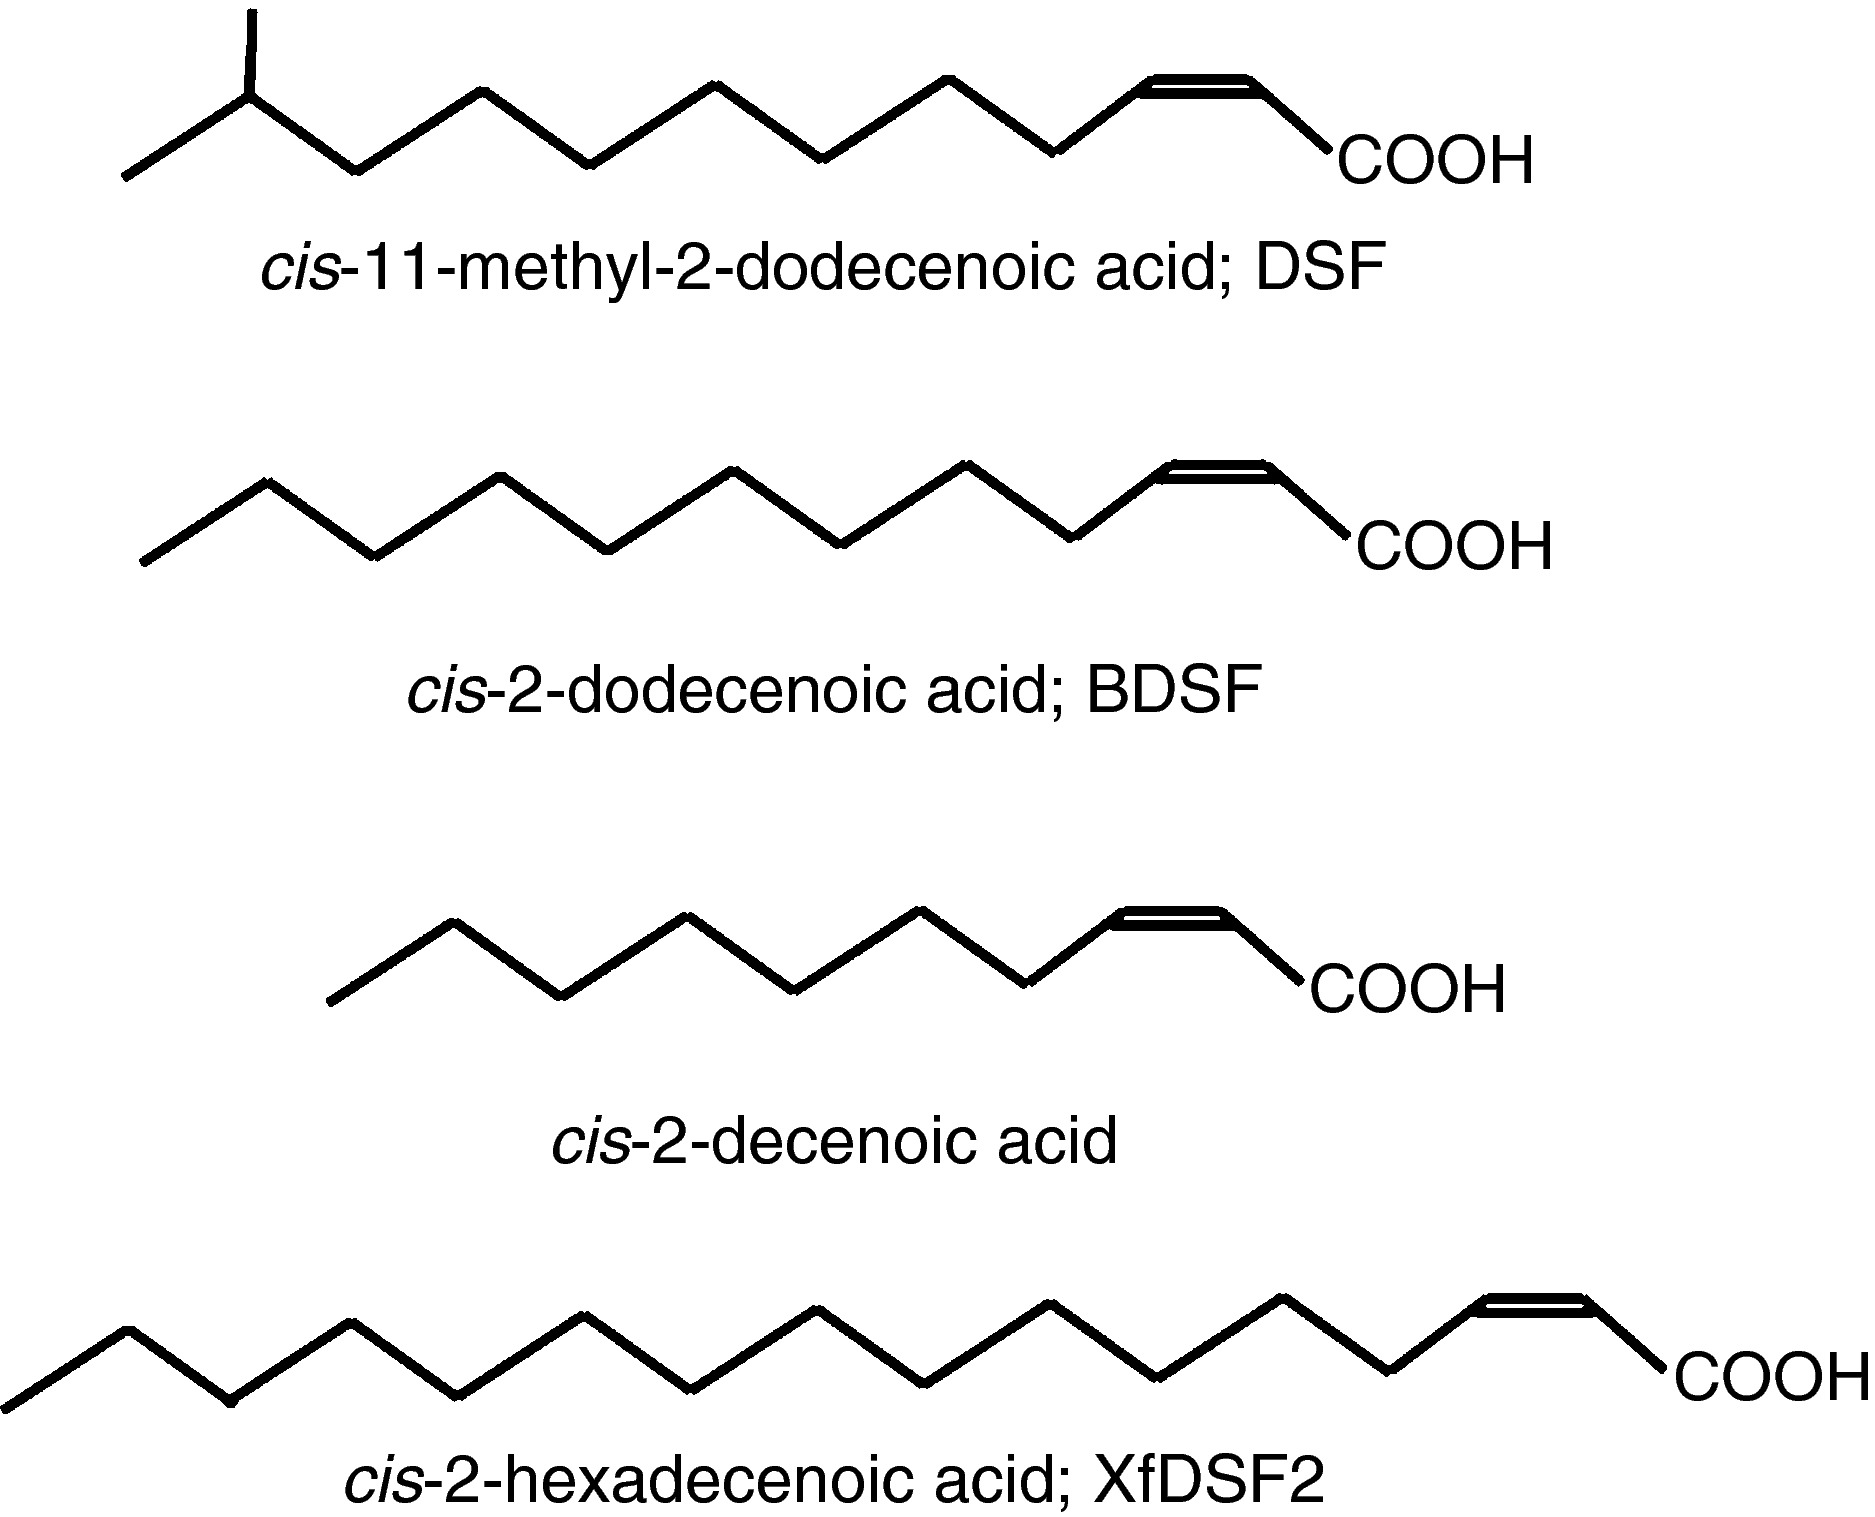 COOH
cis-11-methyl-2-dodecenoic acid; DSF
COOH
cis-2-dodecenoic acid; BDSF
COOH
cis-2-decenoic acid
COOH
cis-2-hexadecenoic acid; XfDSF2